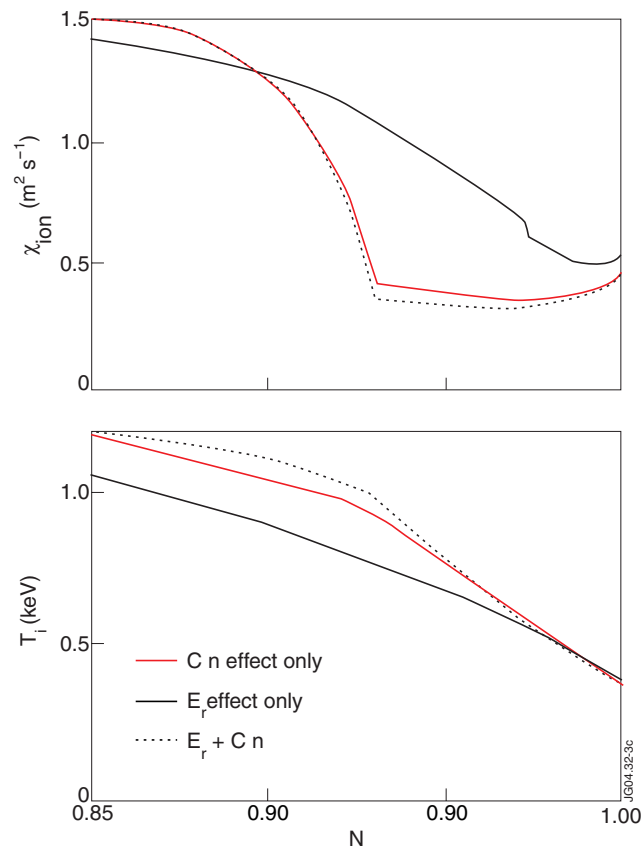 1.5
1.0
0.5
0
χion (m² s⁻¹)
1.0
0.5
0
Ti (keV)
C n effect only
Er effect only
Er + C n
0.85
0.90
0.90
1.00
N
JG04.32-3c